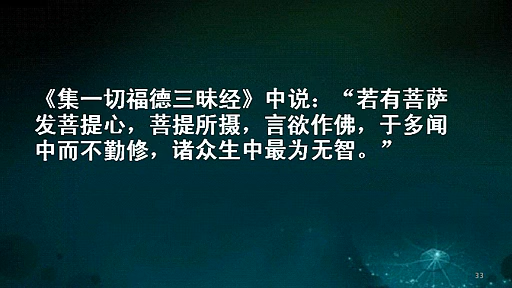 《集一切福德三昧经》中说：“若有菩萨
发菩提心，菩提所摄，言欲作佛，于多闻
中而不勤修，诸众生中最为无智。”
33